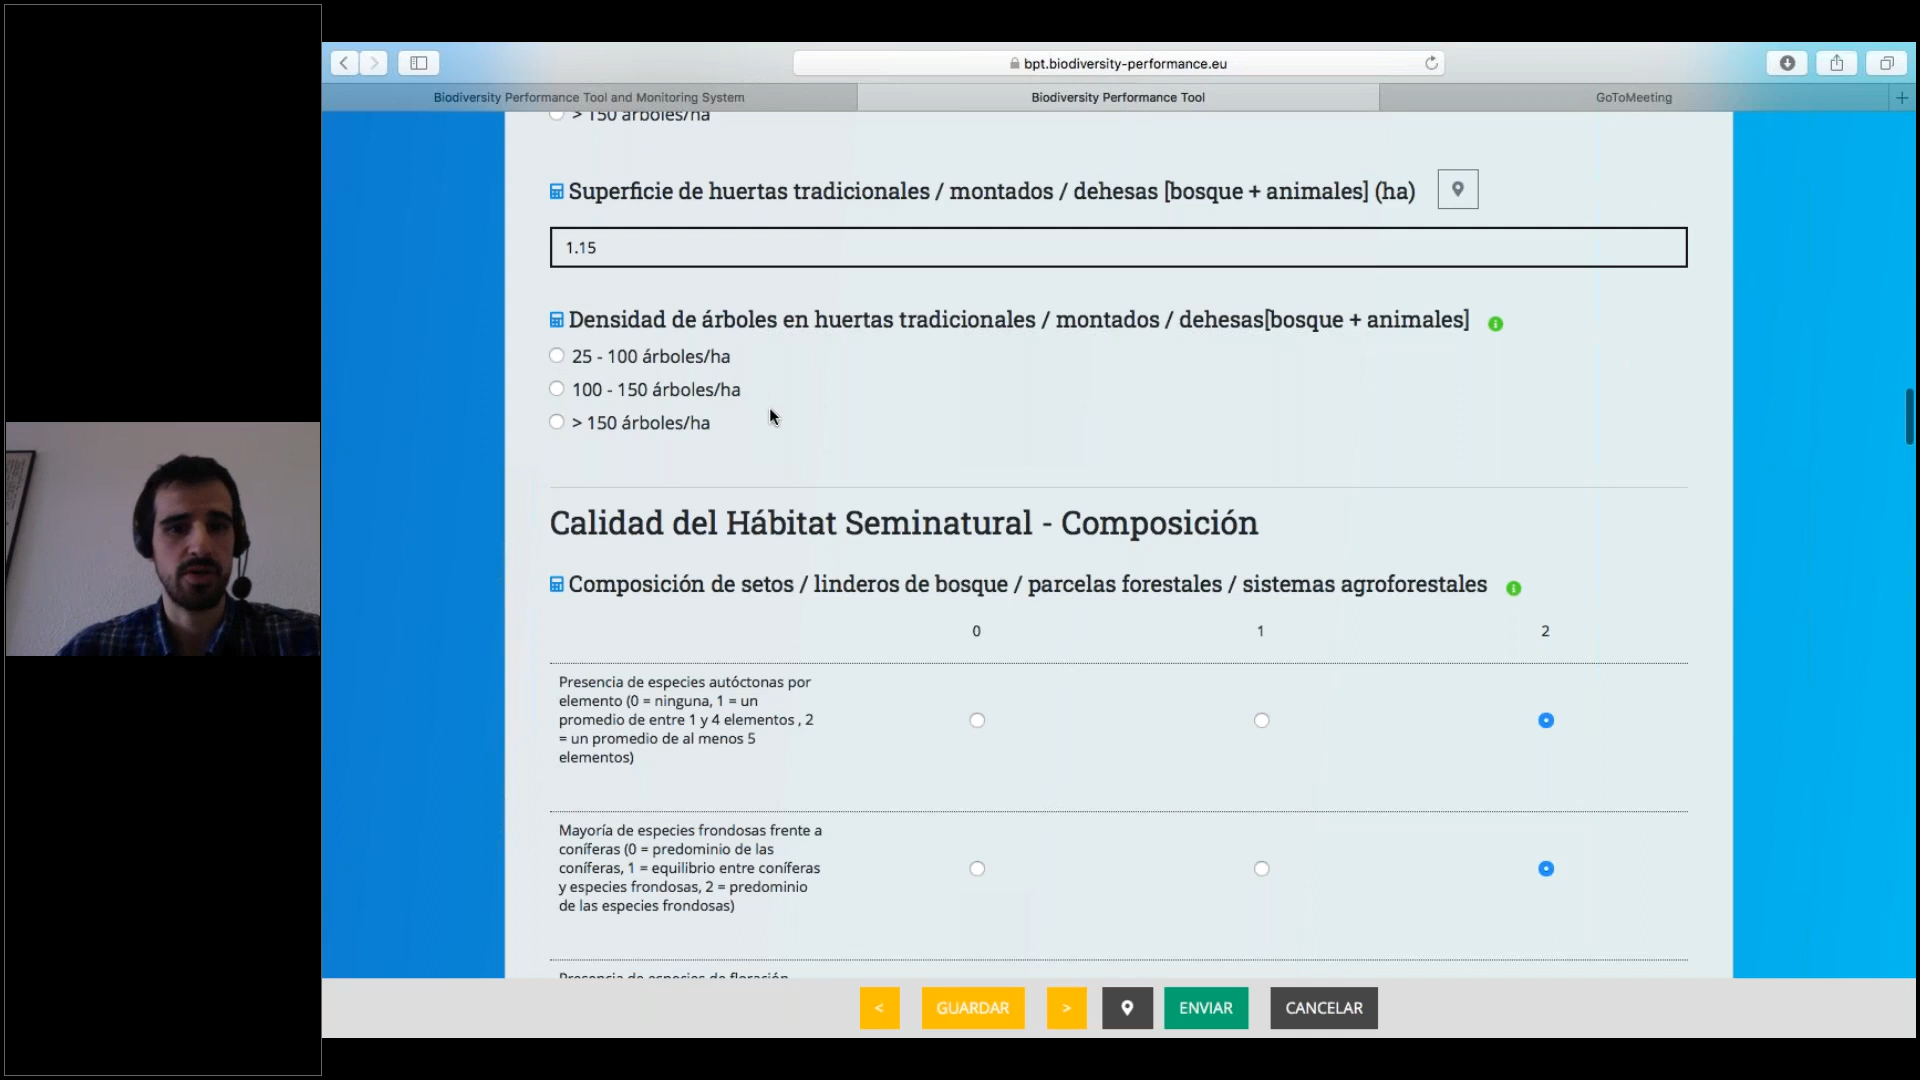 bpt.biodiversity-performance.eu
Biodiversity Performance Tool and Monitoring System
Biodiversity Performance Tool
GoToMeeting
> 150 árboles/ha
Superficie de huertas tradicionales / montados / dehesas [bosque + animales] (ha)
1.15
Densidad de árboles en huertas tradicionales / montados / dehesas[bosque + animales]
25 - 100 árboles/ha
100 - 150 árboles/ha
> 150 árboles/ha
Calidad del Hábitat Seminatural - Composición
Composición de setos / linderos de bosque / parcelas forestales / sistemas agroforestales
0 1 2
Presencia de especies autóctonas por
elemento (0 = ninguna, 1 = un
promedio de entre 1 y 4 elementos , 2
= un promedio de al menos 5
elementos)
Mayoría de especies frondosas frente a
coníferas (0 = predominio de las
coníferas, 1 = equilibrio entre coníferas
y especies frondosas, 2 = predominio
de las especies frondosas)
Presencia de especies de floración
< GUARDAR > ENVIAR CANCELAR